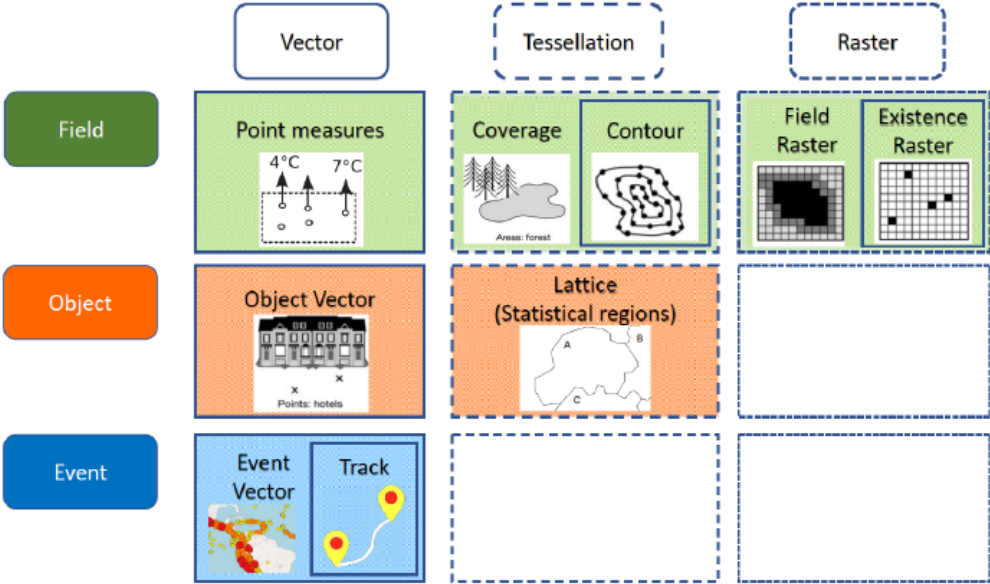 Vector
Tessellation
Raster
Field
Point measures
4°C
7°C
Coverage
Areas: forest
Contour
Field
Raster
Existence
Raster
Object
Object Vector
Points: hotels
Lattice
(Statistical regions)
A
B
C
Event
Event
Vector
Track